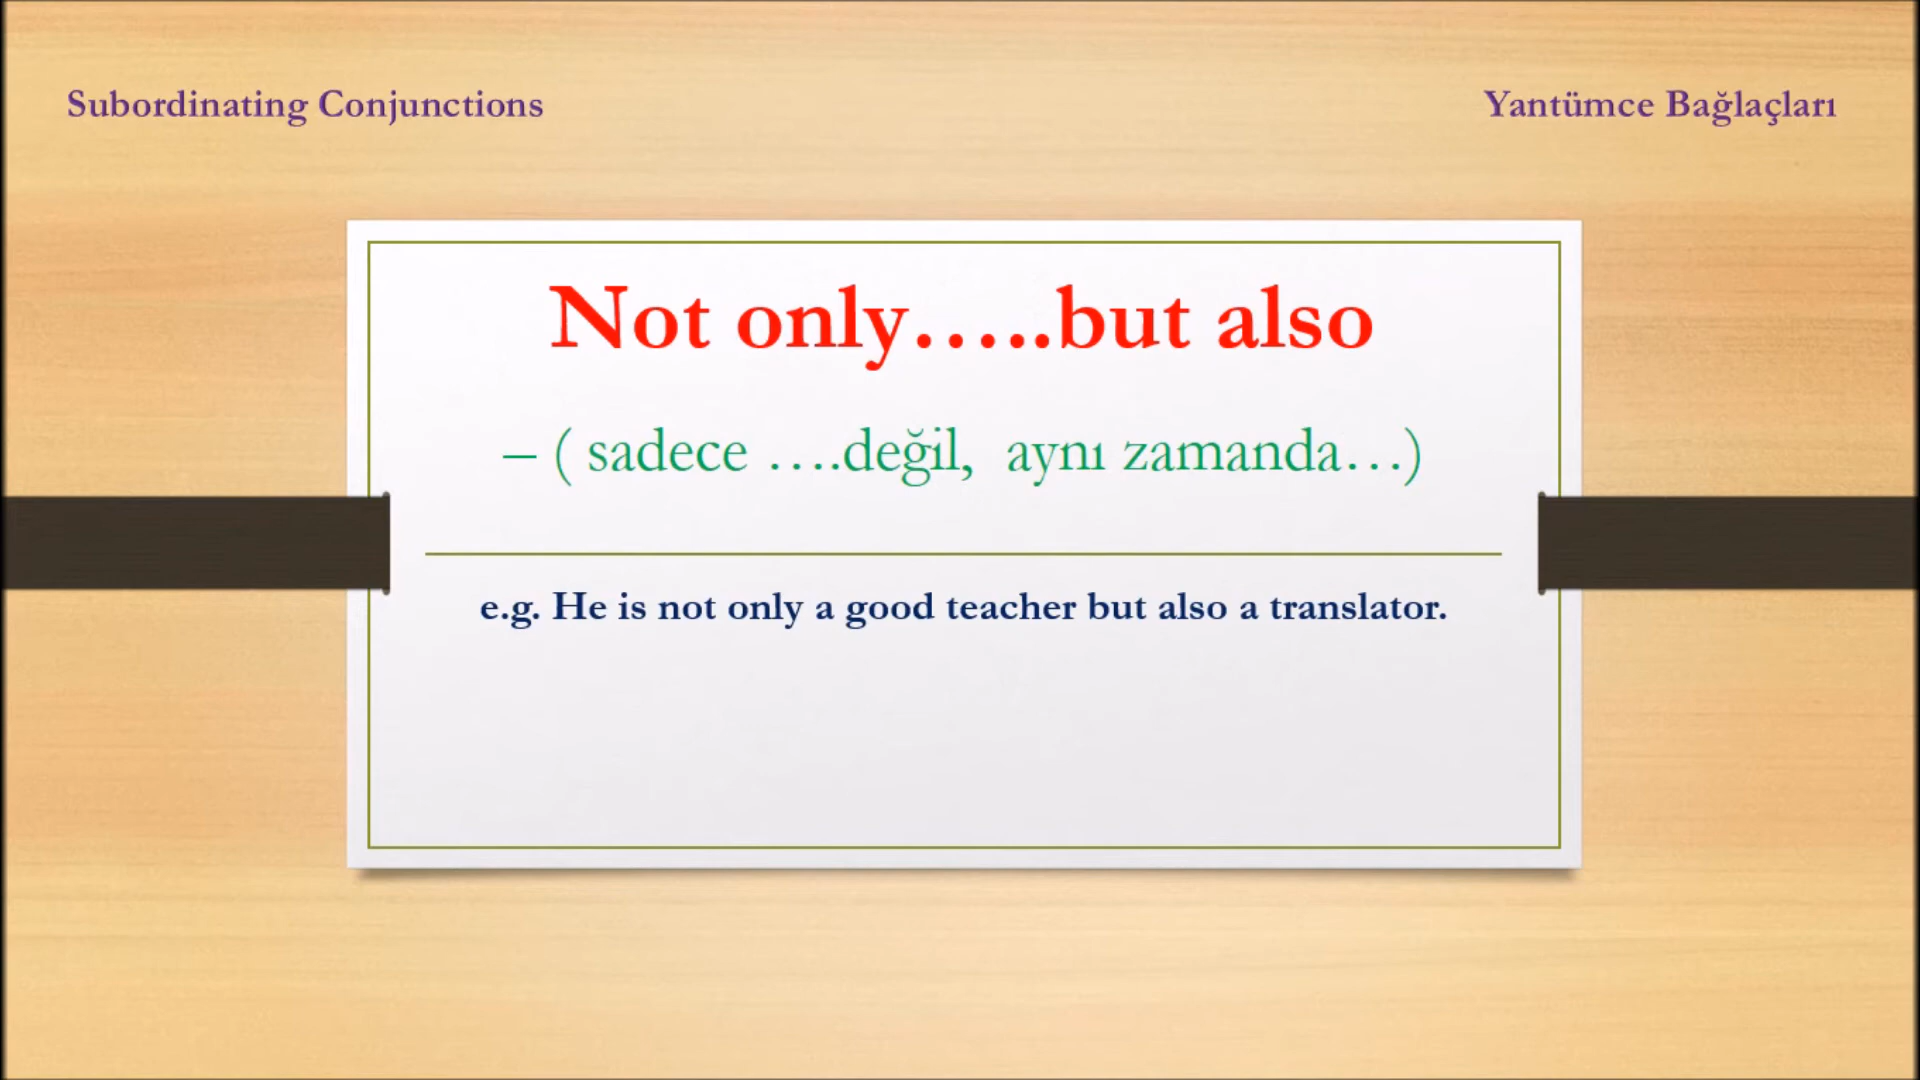 Subordinating Conjunctions
Yantümce Bağlaçları
Not only…..but also
– ( sadece ….değil,  aynı zamanda…)
e.g. He is not only a good teacher but also a translator.